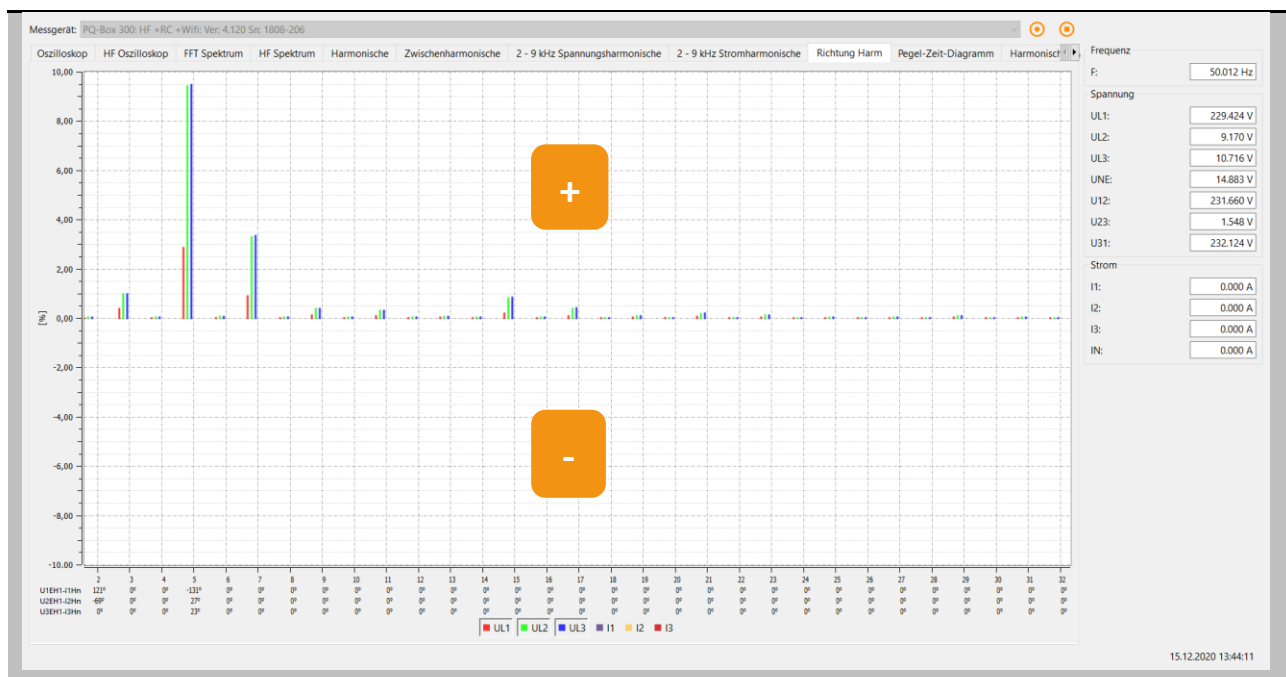 Messgerät: PQ-Box 300: HF +RC +Wifi: Ver: 4.120 Sn: 1808-206
Oszilloskop HF Oszilloskop FFT Spektrum HF Spektrum Harmonische Zwischenharmonische 2 - 9 kHz Spannungsharmonische 2 - 9 kHz Stromharmonische Richtung Harm Pegel-Zeit-Diagramm Harmonisch
10,00
8,00
6,00
4,00
2,00
0,00
-2,00
-4,00
-6,00
-8,00
-10.00
[%]
+
-
2 3 4 5 6 7 8 9 10 11 12 13 14 15 16 17 18 19 20 21 22 23 24 25 26 27 28 29 30 31 32
U1EH1-I1Hn 121° 0° 0° -131° 0° 0° 0° 0° 0° 0° 0° 0° 0° 0° 0° 0° 0° 0° 0° 0° 0° 0° 0° 0° 0° 0° 0° 0° 0° 0° 0°
U2EH1-I2Hn -69° 0° 0° 27° 0° 0° 0° 0° 0° 0° 0° 0° 0° 0° 0° 0° 0° 0° 0° 0° 0° 0° 0° 0° 0° 0° 0° 0° 0° 0° 0°
U3EH1-I3Hn 0° 0° 0° 23° 0° 0° 0° 0° 0° 0° 0° 0° 0° 0° 0° 0° 0° 0° 0° 0° 0° 0° 0° 0° 0° 0° 0° 0° 0° 0° 0°
UL1 UL2 UL3 I1 I2 I3
Frequenz
F: 50.012 Hz
Spannung
UL1: 229.424 V
UL2: 9.170 V
UL3: 10.716 V
UNE: 14.883 V
U12: 231.660 V
U23: 1.548 V
U31: 232.124 V
Strom
I1: 0.000 A
I2: 0.000 A
I3: 0.000 A
IN: 0.000 A
15.12.2020 13:44:11